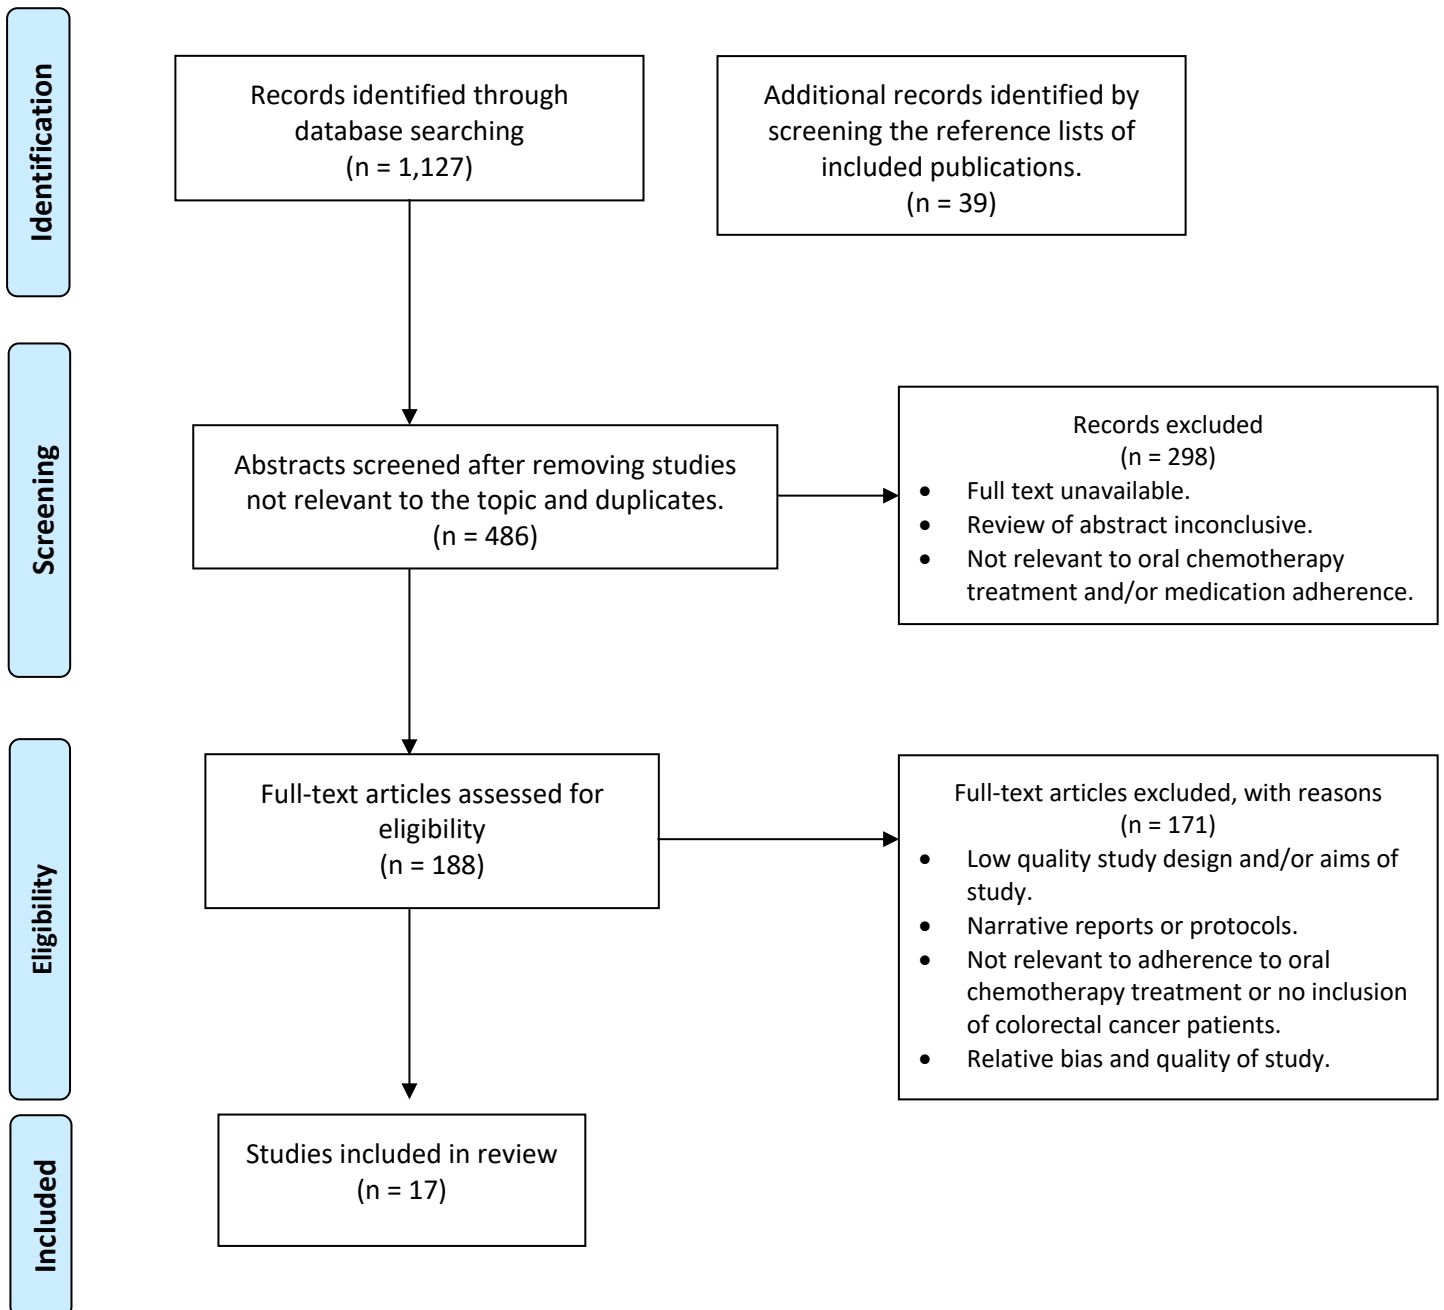 Identification
Records identified through
database searching
(n = 1,127)
Additional records identified by
screening the reference lists of
included publications.
(n = 39)
Screening
Abstracts screened after removing studies
not relevant to the topic and duplicates.
(n = 486)
Records excluded
(n = 298)
• Full text unavailable.
• Review of abstract inconclusive.
• Not relevant to oral chemotherapy
treatment and/or medication adherence.
Eligibility
Full-text articles assessed for
eligibility
(n = 188)
Full-text articles excluded, with reasons
(n = 171)
• Low quality study design and/or aims of
study.
• Narrative reports or protocols.
• Not relevant to adherence to oral
chemotherapy treatment or no inclusion
of colorectal cancer patients.
• Relative bias and quality of study.
Included
Studies included in review
(n = 17)